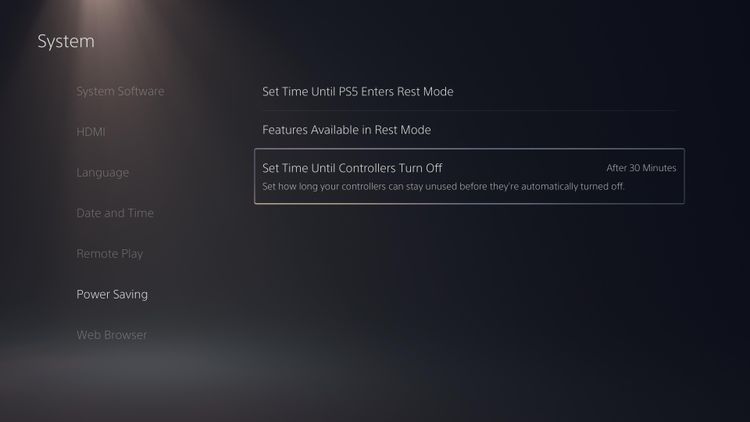 System
System Software
HDMI
Language
Date and Time
Remote Play
Power Saving
Web Browser
Set Time Until PS5 Enters Rest Mode
Features Available in Rest Mode
Set Time Until Controllers Turn Off
After 30 Minutes
Set how long your controllers can stay unused before they're automatically turned off.